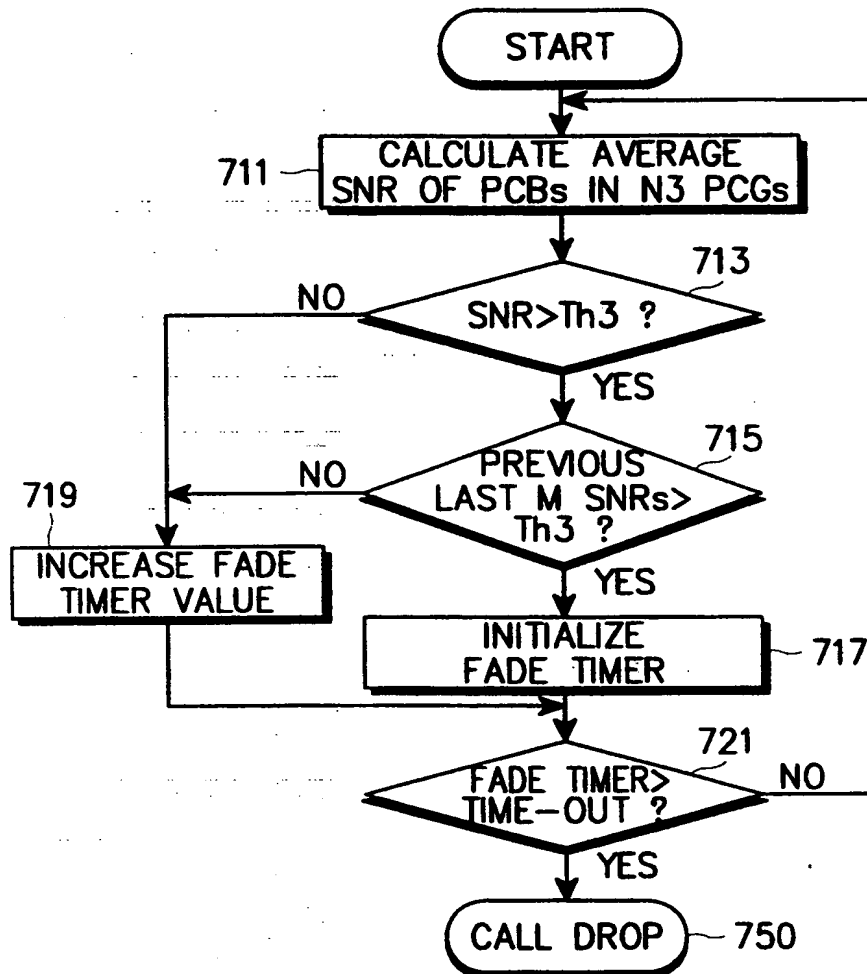 START
CALCULATE AVERAGE
SNR OF PCBs IN N3 PCGs
711
713
SNR>Th3 ?
NO
YES
715
PREVIOUS
LAST M SNRs>
Th3 ?
NO
YES
719
INCREASE FADE
TIMER VALUE
INITIALIZE
FADE TIMER
717
721
FADE TIMER>
TIME-OUT ?
NO
YES
CALL DROP
750